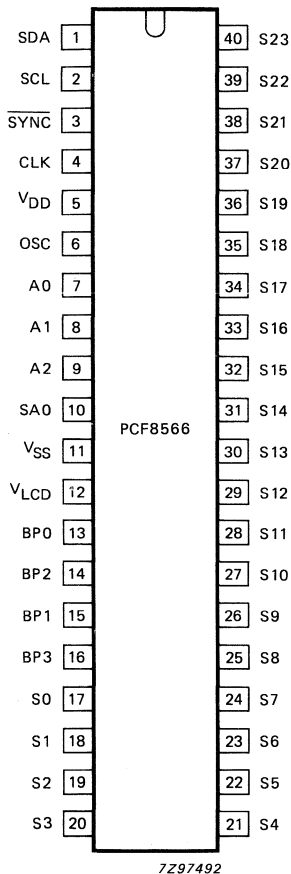 SDA 1 40 S23
SCL 2 39 S22
SYNC 3 38 S21
CLK 4 37 S20
VDD 5 36 S19
OSC 6 35 S18
A0 7 34 S17
A1 8 33 S16
A2 9 32 S15
SA0 10 31 S14
PCF8566
VSS 11 30 S13
VLCD 12 29 S12
BP0 13 28 S11
BP2 14 27 S10
BP1 15 26 S9
BP3 16 25 S8
S0 17 24 S7
S1 18 23 S6
S2 19 22 S5
S3 20 21 S4
7Z97492